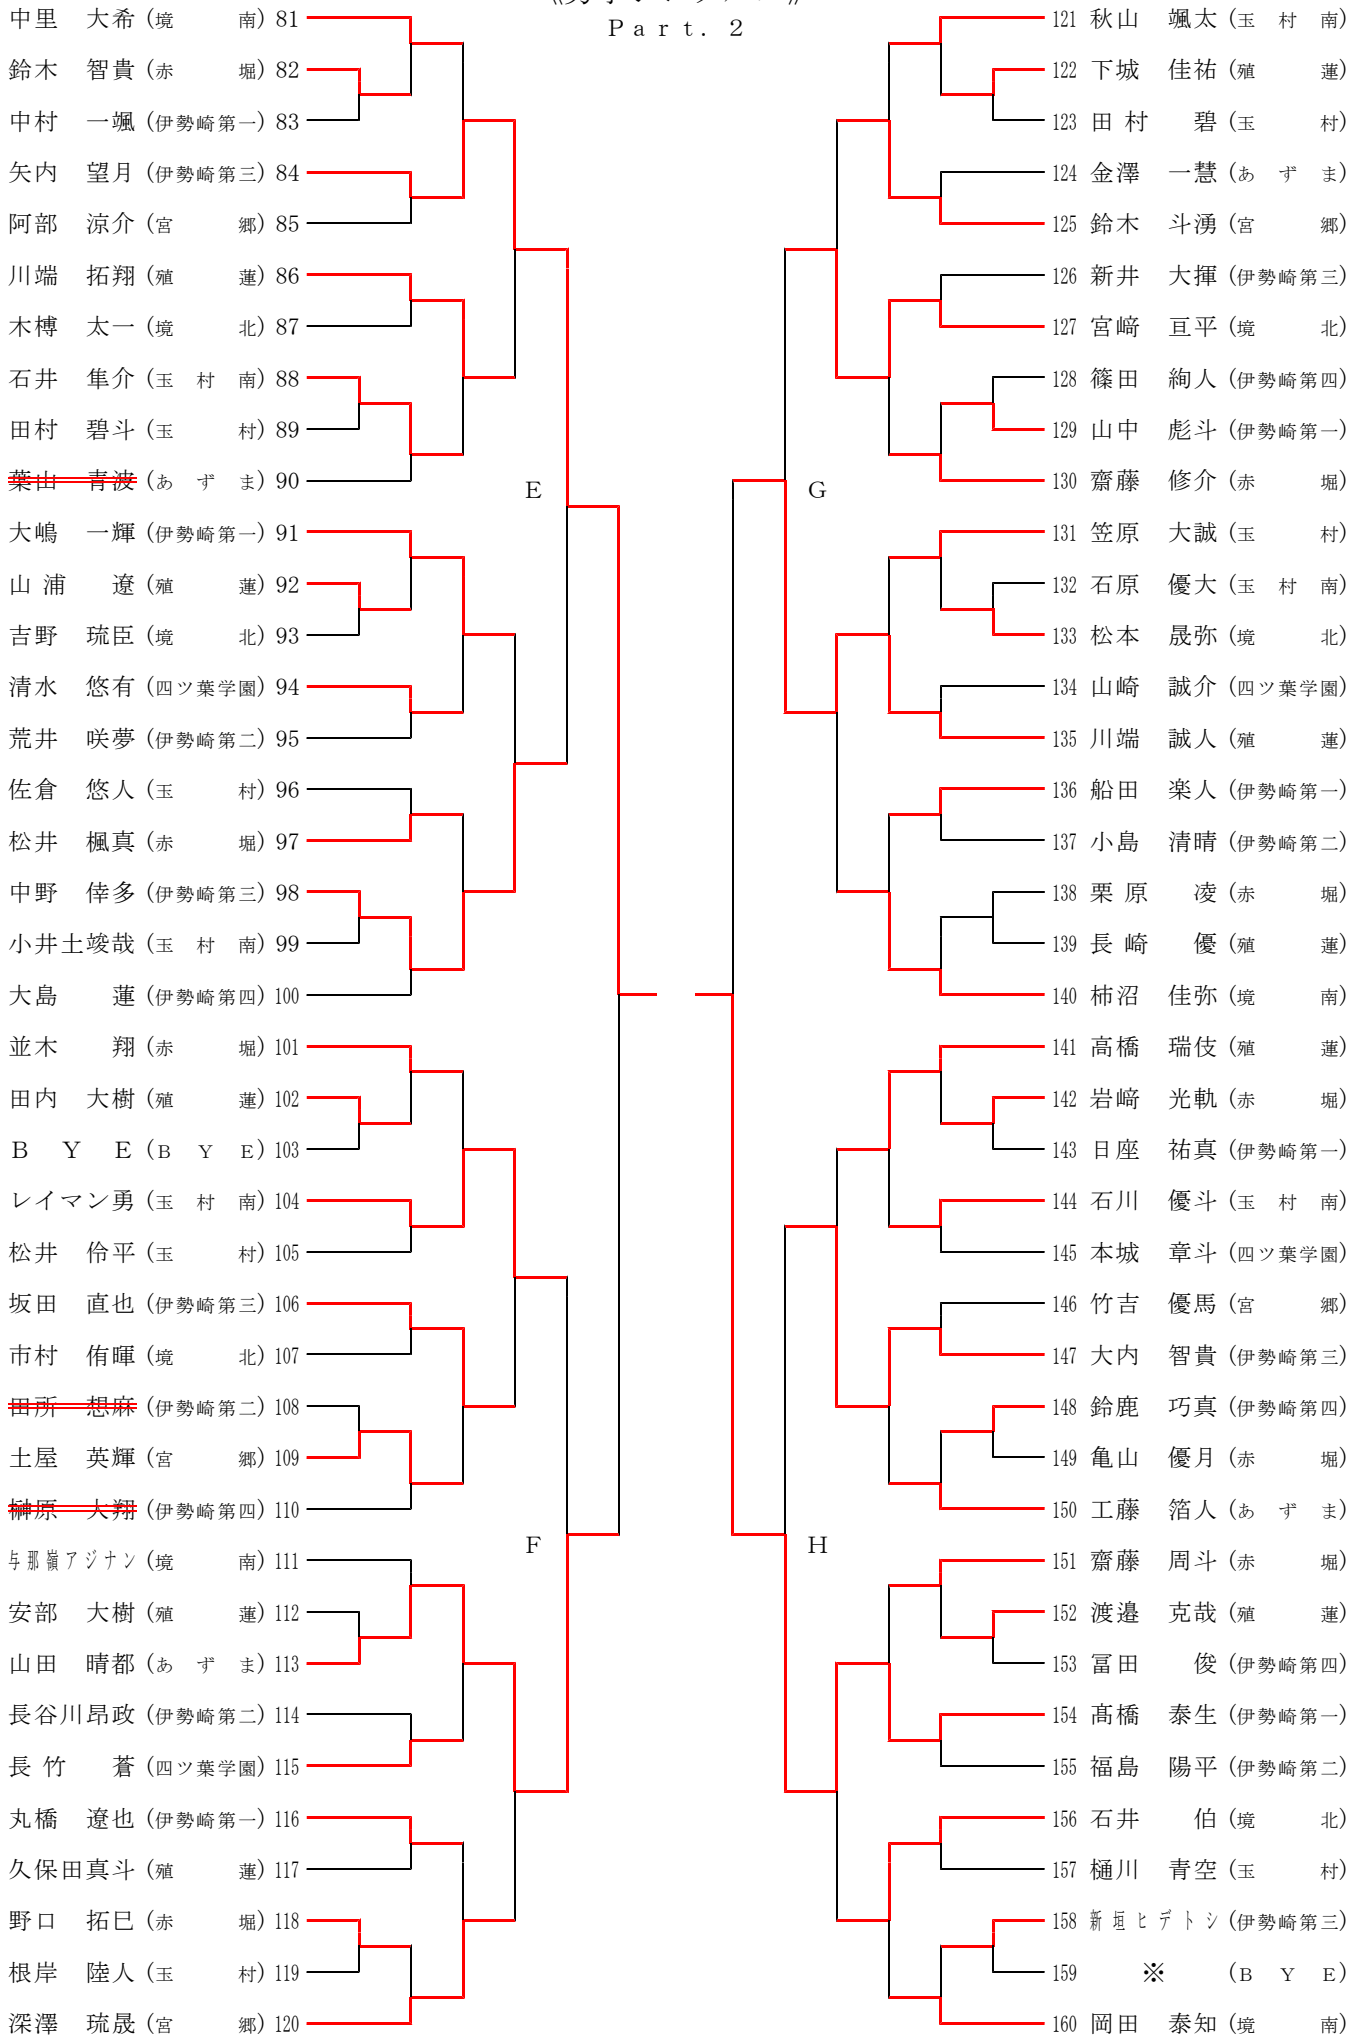 Part. 2
中里 大希 (境 南) 81
鈴木 智貴 (赤 堀) 82
中村 一颯 (伊勢崎第一) 83
矢内 望月 (伊勢崎第三) 84
阿部 涼介 (宮 郷) 85
川端 拓翔 (殖 蓮) 86
木榑 太一 (境 北) 87
石井 隼介 (玉 村 南) 88
田村 碧斗 (玉 村) 89
葉山 青波 (あ ず ま) 90
大嶋 一輝 (伊勢崎第一) 91
山浦 遼 (殖 蓮) 92
吉野 琉臣 (境 北) 93
清水 悠有 (四ツ葉学園) 94
荒井 咲夢 (伊勢崎第二) 95
佐倉 悠人 (玉 村) 96
松井 楓真 (赤 堀) 97
中野 倖多 (伊勢崎第三) 98
小井土竣哉 (玉 村 南) 99
大島 蓮 (伊勢崎第四) 100
並木 翔 (赤 堀) 101
田内 大樹 (殖 蓮) 102
B Y E (B Y E) 103
レイマン勇 (玉 村 南) 104
松井 伶平 (玉 村) 105
坂田 直也 (伊勢崎第三) 106
市村 侑暉 (境 北) 107
田所 想麻 (伊勢崎第二) 108
土屋 英輝 (宮 郷) 109
榊原 大翔 (伊勢崎第四) 110
与那嶺アジナン (境 南) 111
安部 大樹 (殖 蓮) 112
山田 晴都 (あ ず ま) 113
長谷川昂政 (伊勢崎第二) 114
長竹 蒼 (四ツ葉学園) 115
丸橋 遼也 (伊勢崎第一) 116
久保田真斗 (殖 蓮) 117
野口 拓巳 (赤 堀) 118
根岸 陸人 (玉 村) 119
深澤 琉晟 (宮 郷) 120
E
F
G
H
121 秋山 颯太 (玉 村 南)
122 下城 佳祐 (殖 蓮)
123 田村 碧 (玉 村)
124 金澤 一慧 (あ ず ま)
125 鈴木 斗湧 (宮 郷)
126 新井 大揮 (伊勢崎第三)
127 宮﨑 亘平 (境 北)
128 篠田 絢人 (伊勢崎第四)
129 山中 彪斗 (伊勢崎第一)
130 齋藤 修介 (赤 堀)
131 笠原 大誠 (玉 村)
132 石原 優大 (玉 村 南)
133 松本 晟弥 (境 北)
134 山崎 誠介 (四ツ葉学園)
135 川端 誠人 (殖 蓮)
136 船田 楽人 (伊勢崎第一)
137 小島 清晴 (伊勢崎第二)
138 栗原 凌 (赤 堀)
139 長崎 優 (殖 蓮)
140 柿沼 佳弥 (境 南)
141 高橋 瑞伎 (殖 蓮)
142 岩﨑 光軌 (赤 堀)
143 日座 祐真 (伊勢崎第一)
144 石川 優斗 (玉 村 南)
145 本城 章斗 (四ツ葉学園)
146 竹吉 優馬 (宮 郷)
147 大内 智貴 (伊勢崎第三)
148 鈴鹿 巧真 (伊勢崎第四)
149 亀山 優月 (赤 堀)
150 工藤 箔人 (あ ず ま)
151 齋藤 周斗 (赤 堀)
152 渡邉 克哉 (殖 蓮)
153 冨田 俊 (伊勢崎第四)
154 髙橋 泰生 (伊勢崎第一)
155 福島 陽平 (伊勢崎第二)
156 石井 伯 (境 北)
157 樋川 青空 (玉 村)
158 新垣ヒデトシ (伊勢崎第三)
159 ※ (B Y E)
160 岡田 泰知 (境 南)